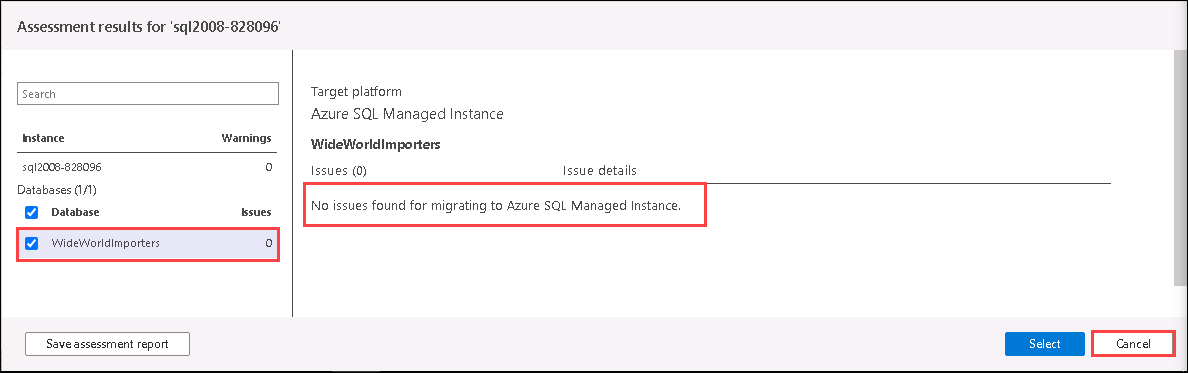 Assessment results for 'sql2008-828096'
Search
Instance Warnings
sql2008-828096 0
Databases (1/1)
Database Issues
WideWorldImporters 0
Target platform
Azure SQL Managed Instance
WideWorldImporters
Issues (0) Issue details
No issues found for migrating to Azure SQL Managed Instance.
Save assessment report
Select
Cancel